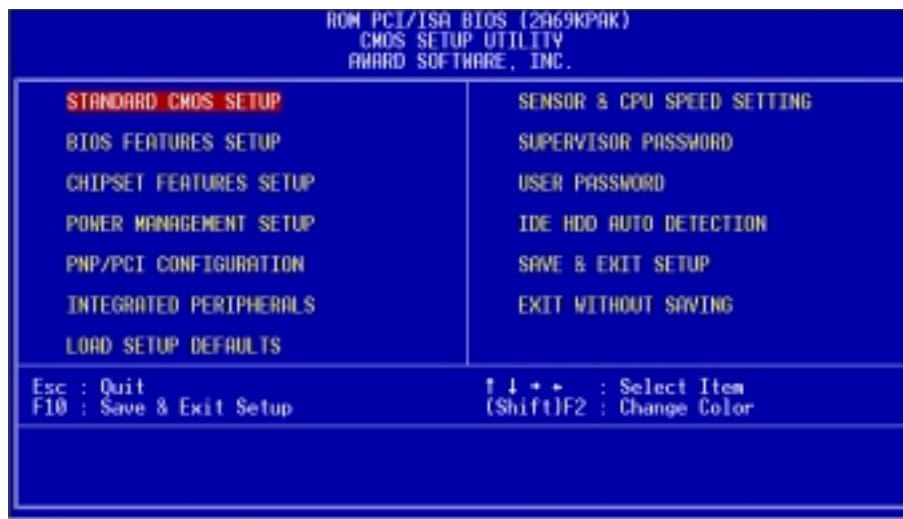 ROM PCI/ISA BIOS (2A69KPAK)
CMOS SETUP UTILITY
AWARD SOFTWARE, INC.
STANDARD CMOS SETUP
BIOS FEATURES SETUP
CHIPSET FEATURES SETUP
POWER MANAGEMENT SETUP
PNP/PCI CONFIGURATION
INTEGRATED PERIPHERALS
LOAD SETUP DEFAULTS
SENSOR & CPU SPEED SETTING
SUPERVISOR PASSWORD
USER PASSWORD
IDE HDD AUTO DETECTION
SAVE & EXIT SETUP
EXIT WITHOUT SAVING
Esc : Quit
F10 : Save & Exit Setup
↑ ↓ → ← : Select Item
(Shift)F2 : Change Color